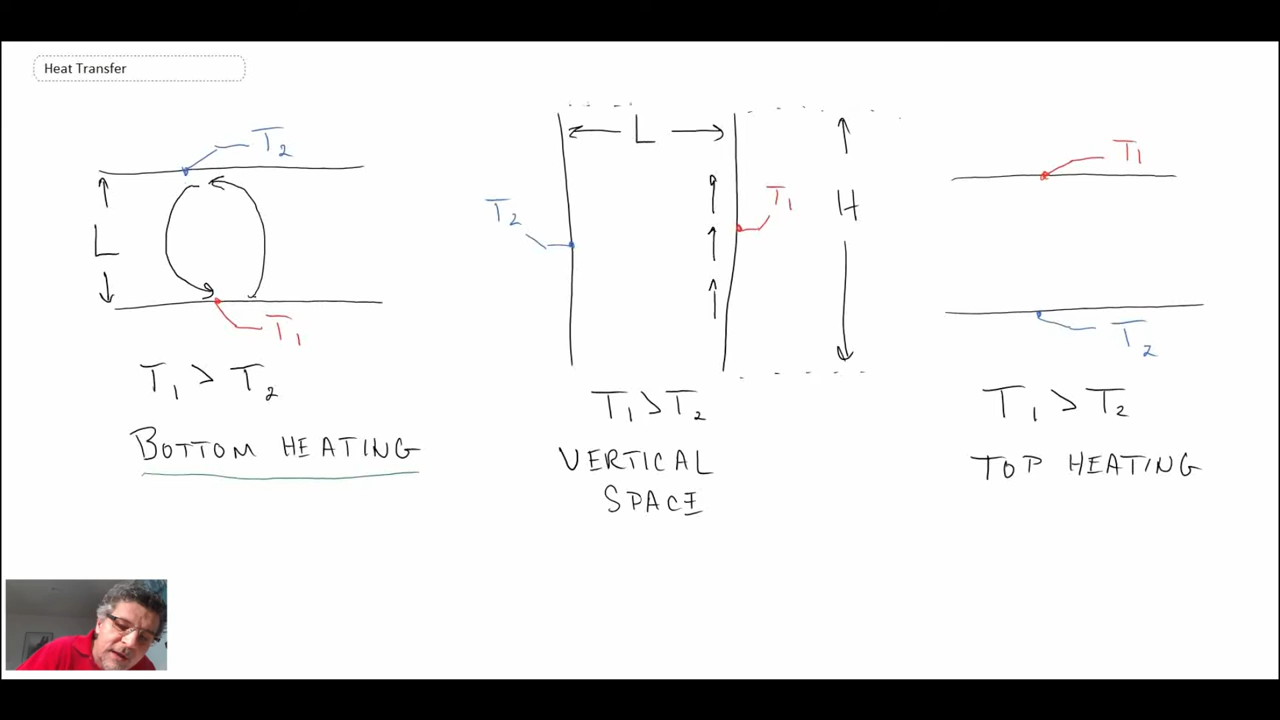 Heat Transfer
T2
L
T1
T1 > T2
BOTTOM HEATING
L
T2
T1
H
T1 > T2
VERTICAL
SPACE
T1
T2
T1 > T2
TOP HEATING